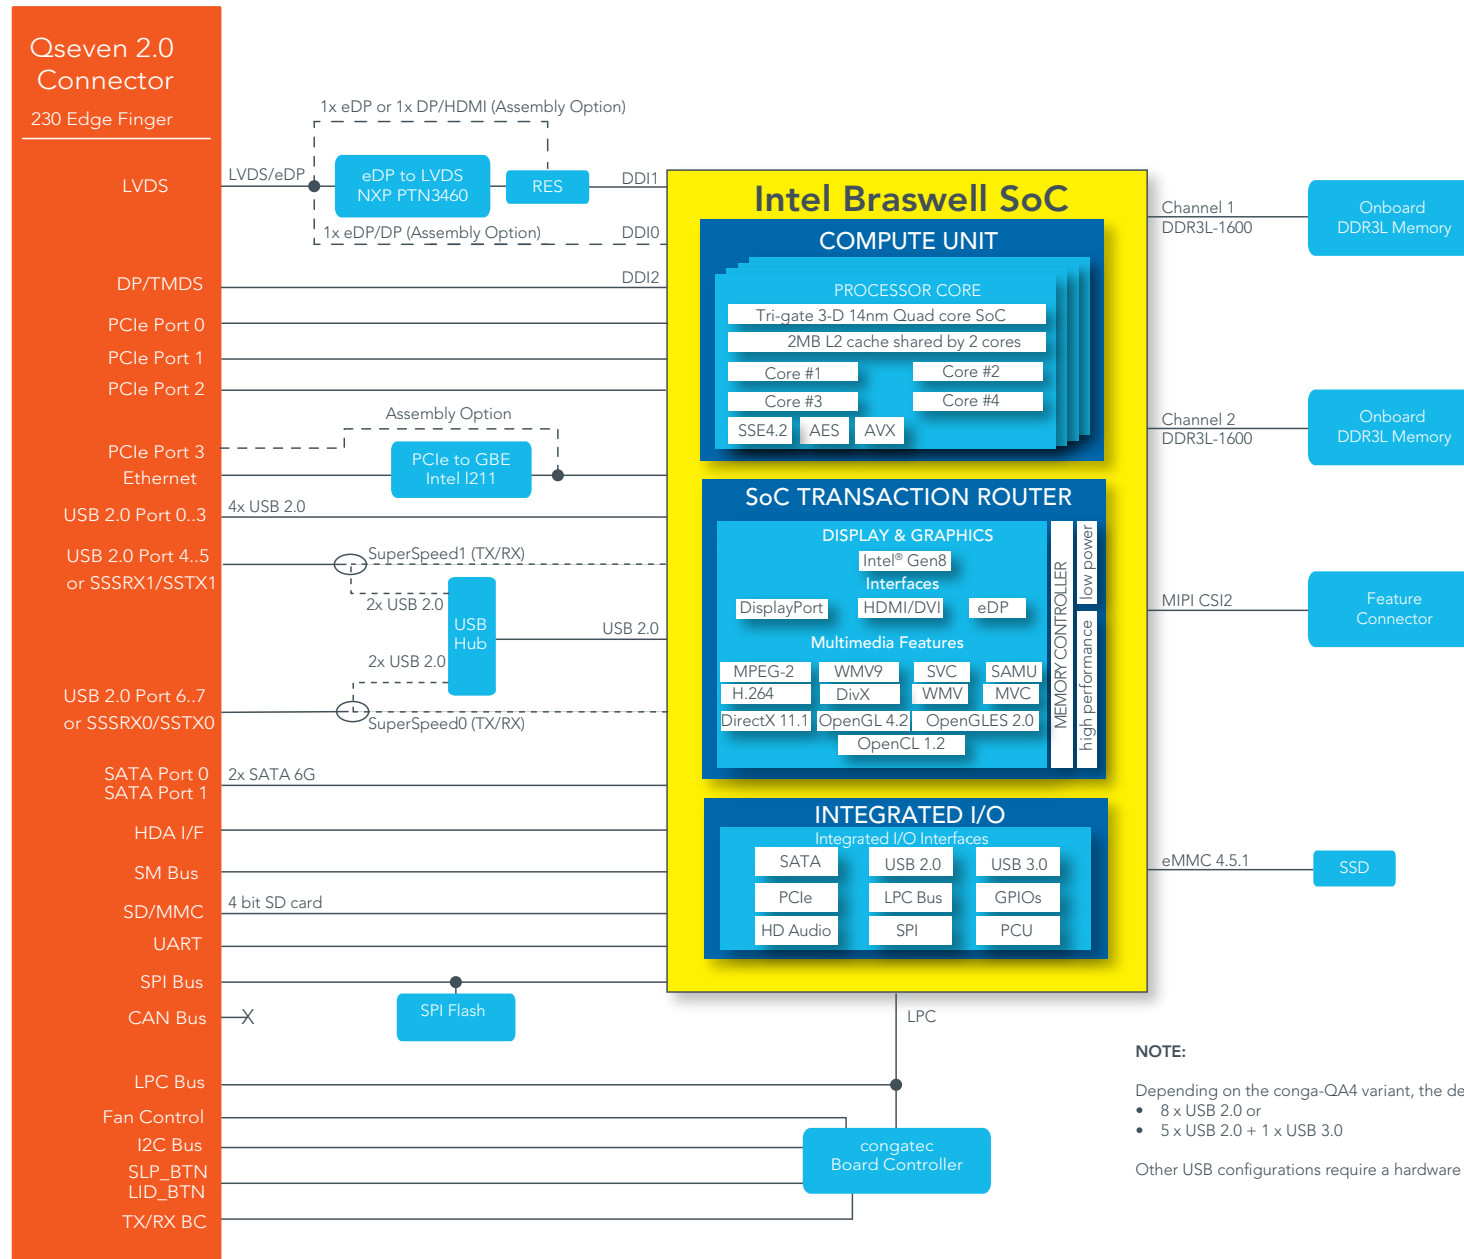 Qseven 2.0
Connector
230 Edge Finger
LVDS
DP/TMDS
PCIe Port 0
PCIe Port 1
PCIe Port 2
PCIe Port 3
Ethernet
USB 2.0 Port 0..3
USB 2.0 Port 4..5
or SSSRX1/SSTX1
USB 2.0 Port 6..7
or SSSRX0/SSTX0
SATA Port 0
SATA Port 1
HDA I/F
SM Bus
SD/MMC
UART
SPI Bus
CAN Bus
LPC Bus
Fan Control
I2C Bus
SLP_BTN
LID_BTN
TX/RX BC
1x eDP or 1x DP/HDMI (Assembly Option)
LVDS/eDP
eDP to LVDS
NXP PTN3460
RES
DDI1
1x eDP/DP (Assembly Option)
DDI0
DDI2
Assembly Option
PCIe to GBE
Intel I211
4x USB 2.0
SuperSpeed1 (TX/RX)
2x USB 2.0
USB
Hub
USB 2.0
2x USB 2.0
SuperSpeed0 (TX/RX)
2x SATA 6G
4 bit SD card
SPI Flash
X
Intel Braswell SoC
COMPUTE UNIT
PROCESSOR CORE
Tri-gate 3-D 14nm Quad core SoC
2MB L2 cache shared by 2 cores
Core #1
Core #2
Core #3
Core #4
SSE4.2
AES
AVX
SoC TRANSACTION ROUTER
DISPLAY & GRAPHICS
Intel® Gen8
Interfaces
DisplayPort
HDMI/DVI
eDP
Multimedia Features
MPEG-2
WMV9
SVC
SAMU
H.264
DivX
WMV
MVC
DirectX 11.1
OpenGL 4.2
OpenGLES 2.0
OpenCL 1.2
MEMORY CONTROLLER
low power
high performance
INTEGRATED I/O
Integrated I/O Interfaces
SATA
USB 2.0
USB 3.0
PCIe
LPC Bus
GPIOs
HD Audio
SPI
PCU
LPC
congatec
Board Controller
Channel 1
DDR3L-1600
Onboard
DDR3L Memory
Channel 2
DDR3L-1600
Onboard
DDR3L Memory
MIPI CSI2
Feature
Connector
eMMC 4.5.1
SSD
NOTE:
Depending on the conga-QA4 variant, the de
• 8 x USB 2.0 or
• 5 x USB 2.0 + 1 x USB 3.0
Other USB configurations require a hardware